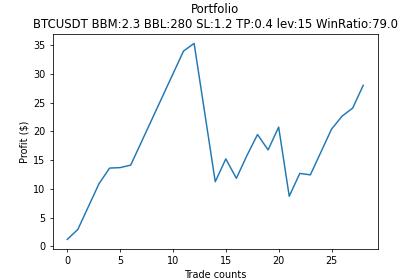 Portfolio
BTCUSDT BBM:2.3 BBL:280 SL:1.2 TP:0.4 lev:15 WinRatio:79.0
35
30
25
20
15
10
5
0
Profit ($)
0 5 10 15 20 25
Trade counts